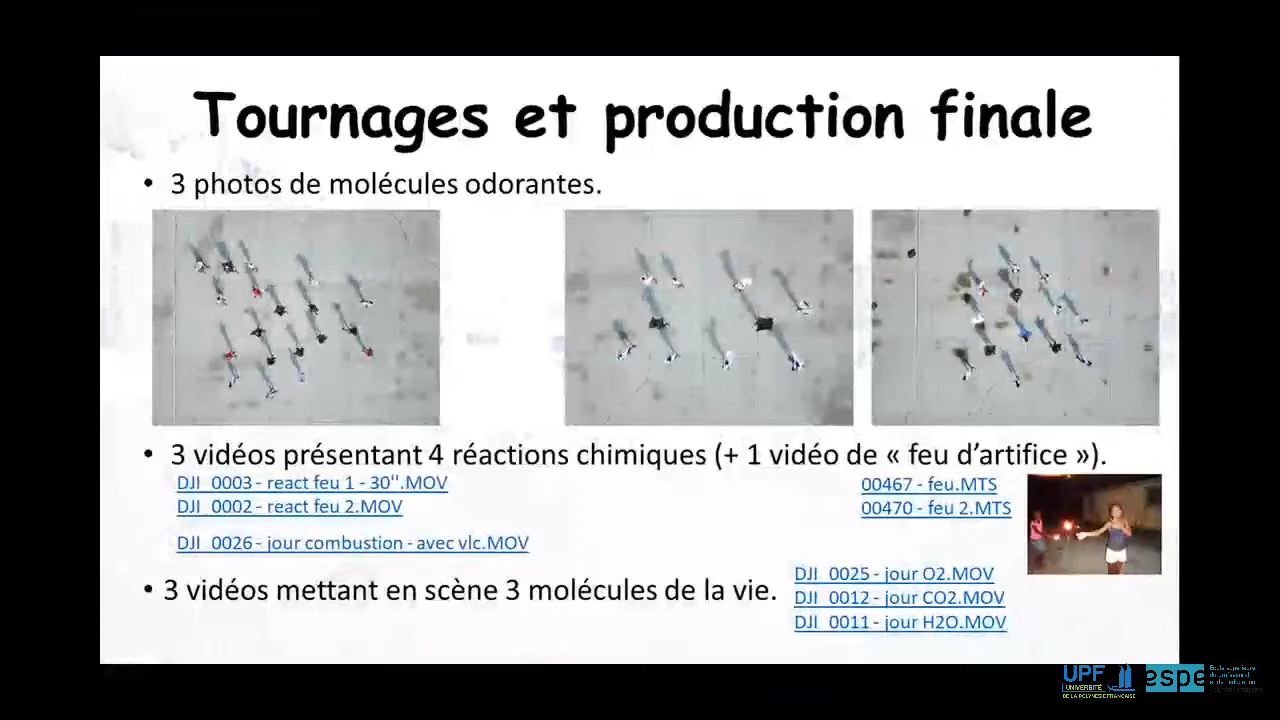 Tournages et production finale
• 3 photos de molécules odorantes.
• 3 vidéos présentant 4 réactions chimiques (+ 1 vidéo de « feu d'artifice »).
DJI_0003 - react feu 1 - 30''.MOV
DJI_0002 - react feu 2.MOV
DJI_0026 - jour combustion - avec vlc.MOV
00467 - feu.MTS
00470 - feu 2.MTS
• 3 vidéos mettant en scène 3 molécules de la vie.
DJI_0025 - jour O2.MOV
DJI_0012 - jour CO2.MOV
DJI_0011 - jour H2O.MOV
UPF
UNIVERSITÉ
DE LA POLYNÉSIE FRANÇAISE
espe